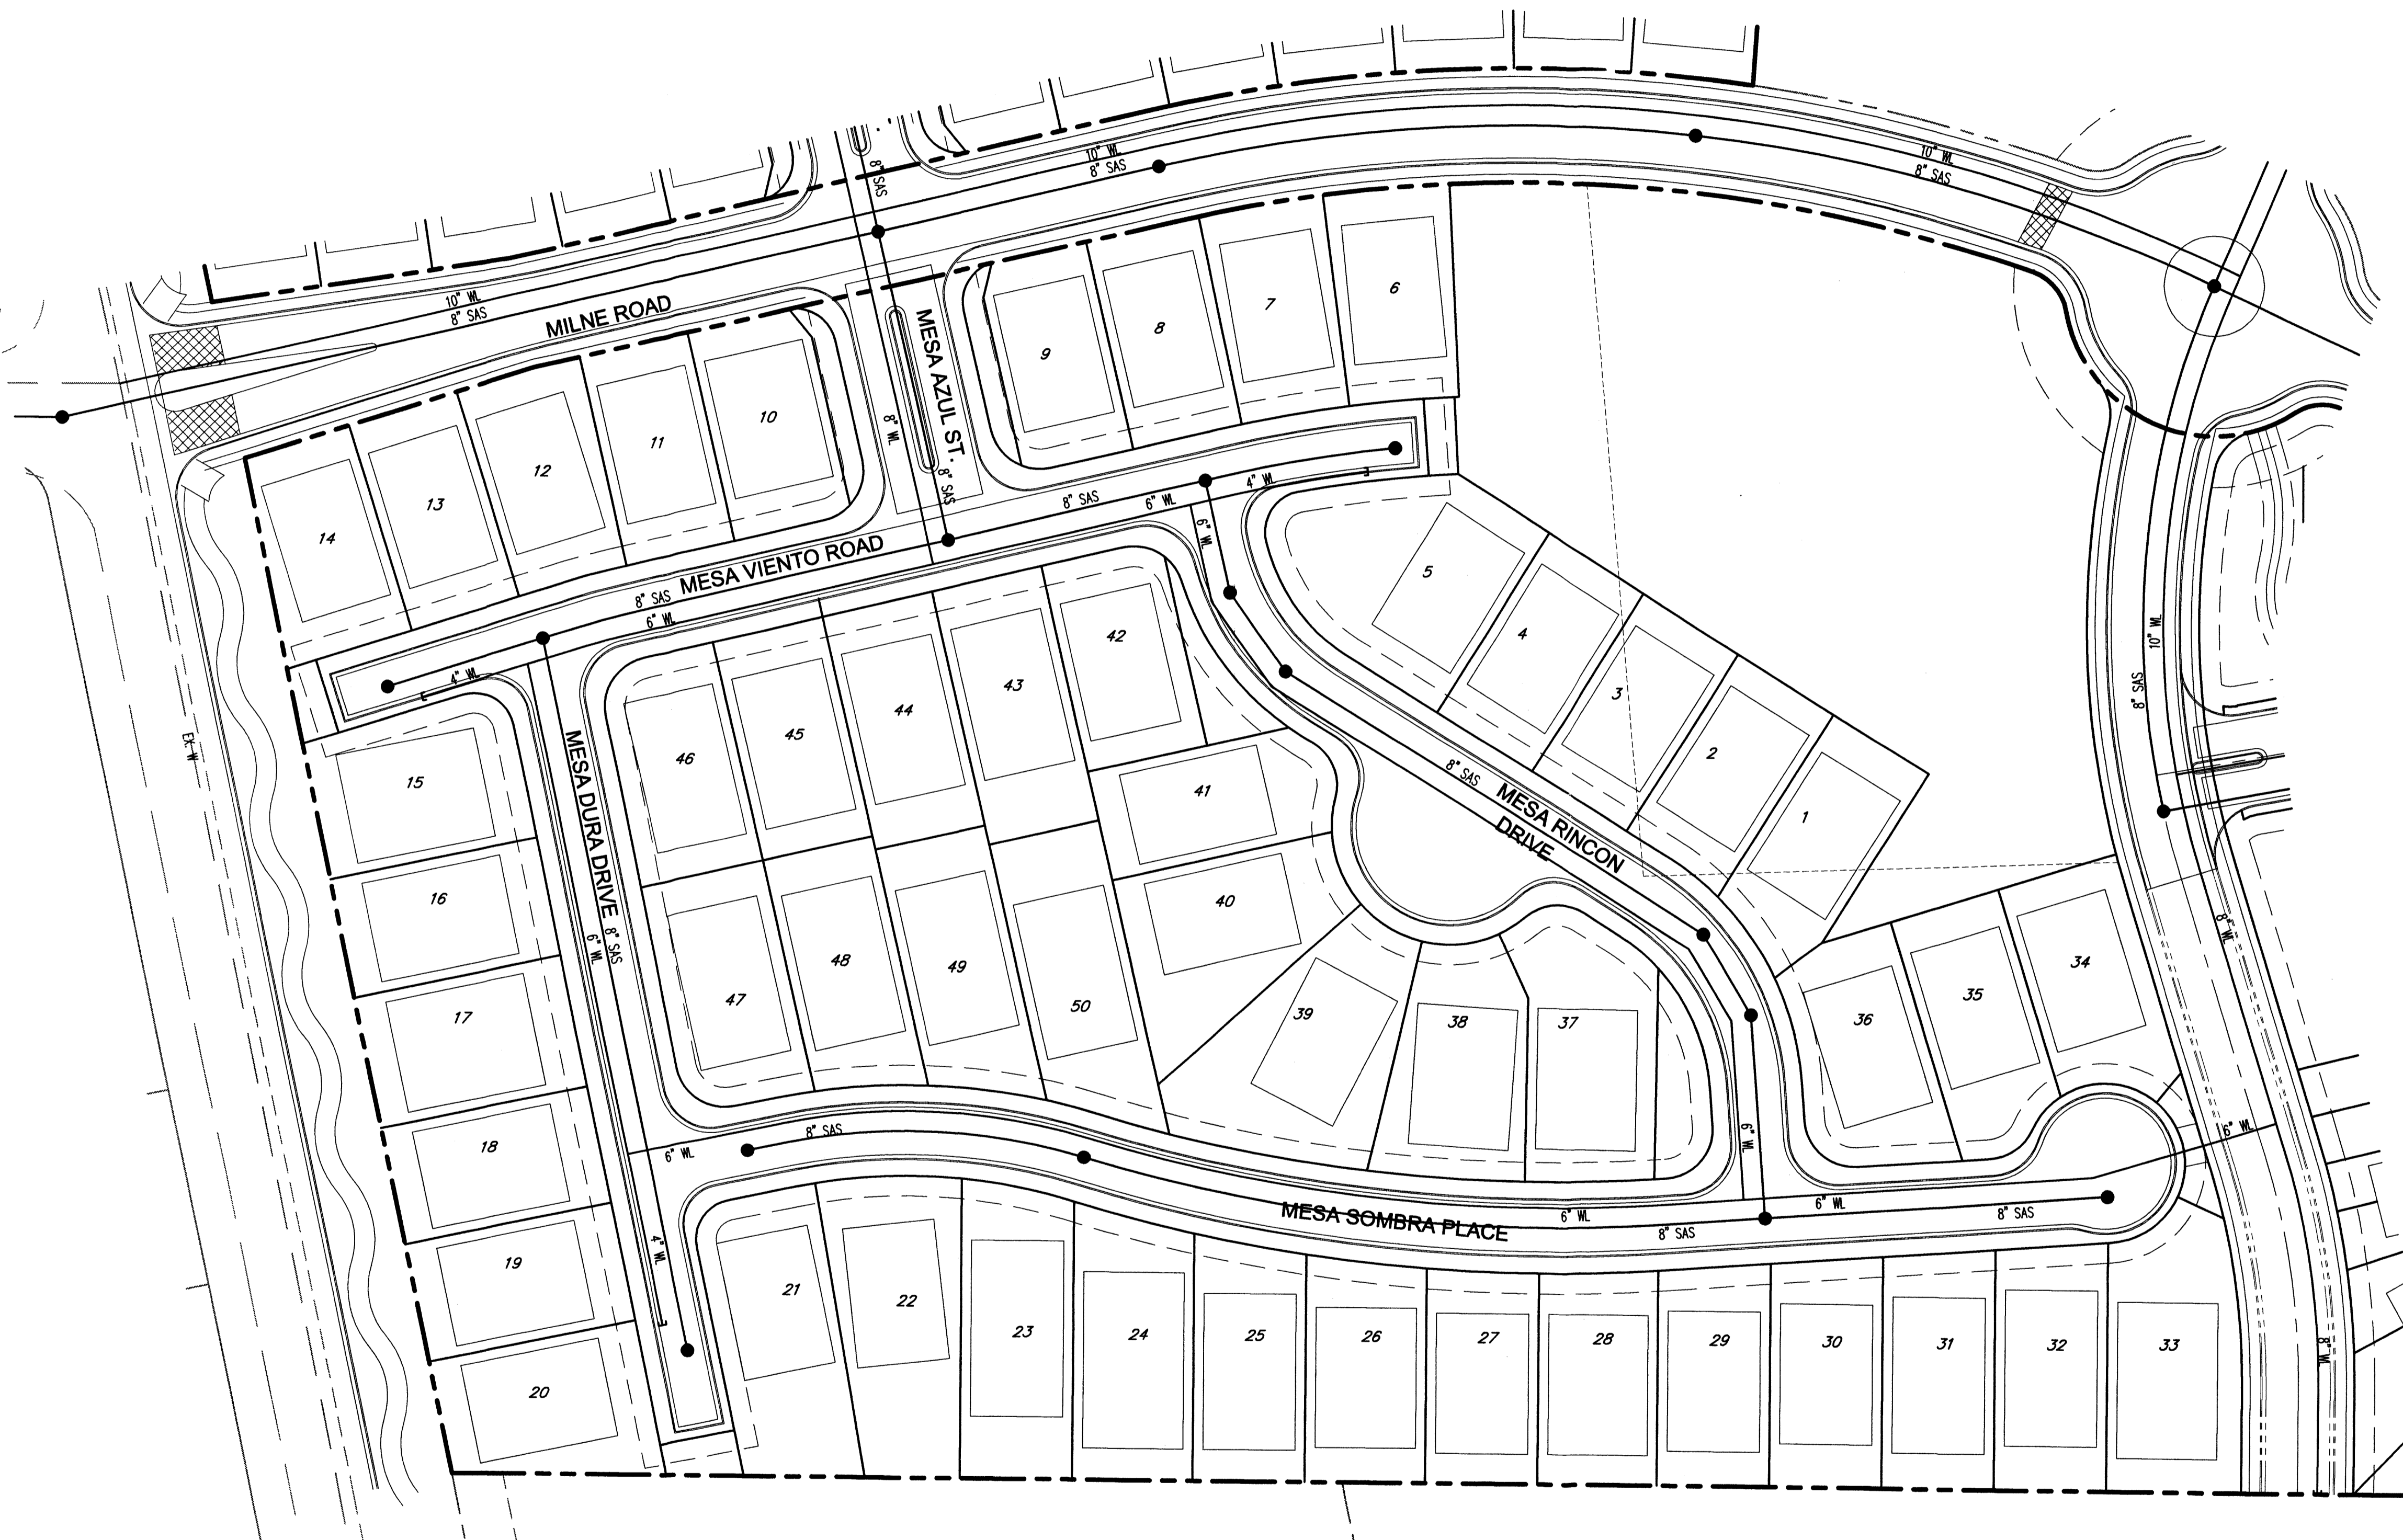 10" WL
8" SAS
10" WL
8" SAS
8" SAS
10" WL
8" SAS
MILNE ROAD
MESA AZUL ST.
8" WL
8" SAS
6
7
8
9
10
11
12
13
14
8" SAS
6" WL
4" WL
6" WL
MESA VIENTO ROAD
8" SAS
6" WL
4" WL
5
4
3
2
1
42
43
44
45
46
41
40
EX. W
15
16
17
18
19
20
MESA DURA DRIVE
8" SAS
6" WL
8" SAS
MESA RINCON
DRIVE
10" WL
8" SAS
8" WL
47
48
49
50
39
38
37
36
35
34
6" WL
8" SAS
6" WL
6" WL
4" WL
MESA SOMBRA PLACE
6" WL
8" SAS
6" WL
8" SAS
21
22
23
24
25
26
27
28
29
30
31
32
33
8" WL